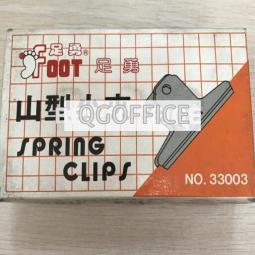 足勇®
FOOT 足勇
山型
QGOFFICE
SPRING
CLIPS
NO. 33003